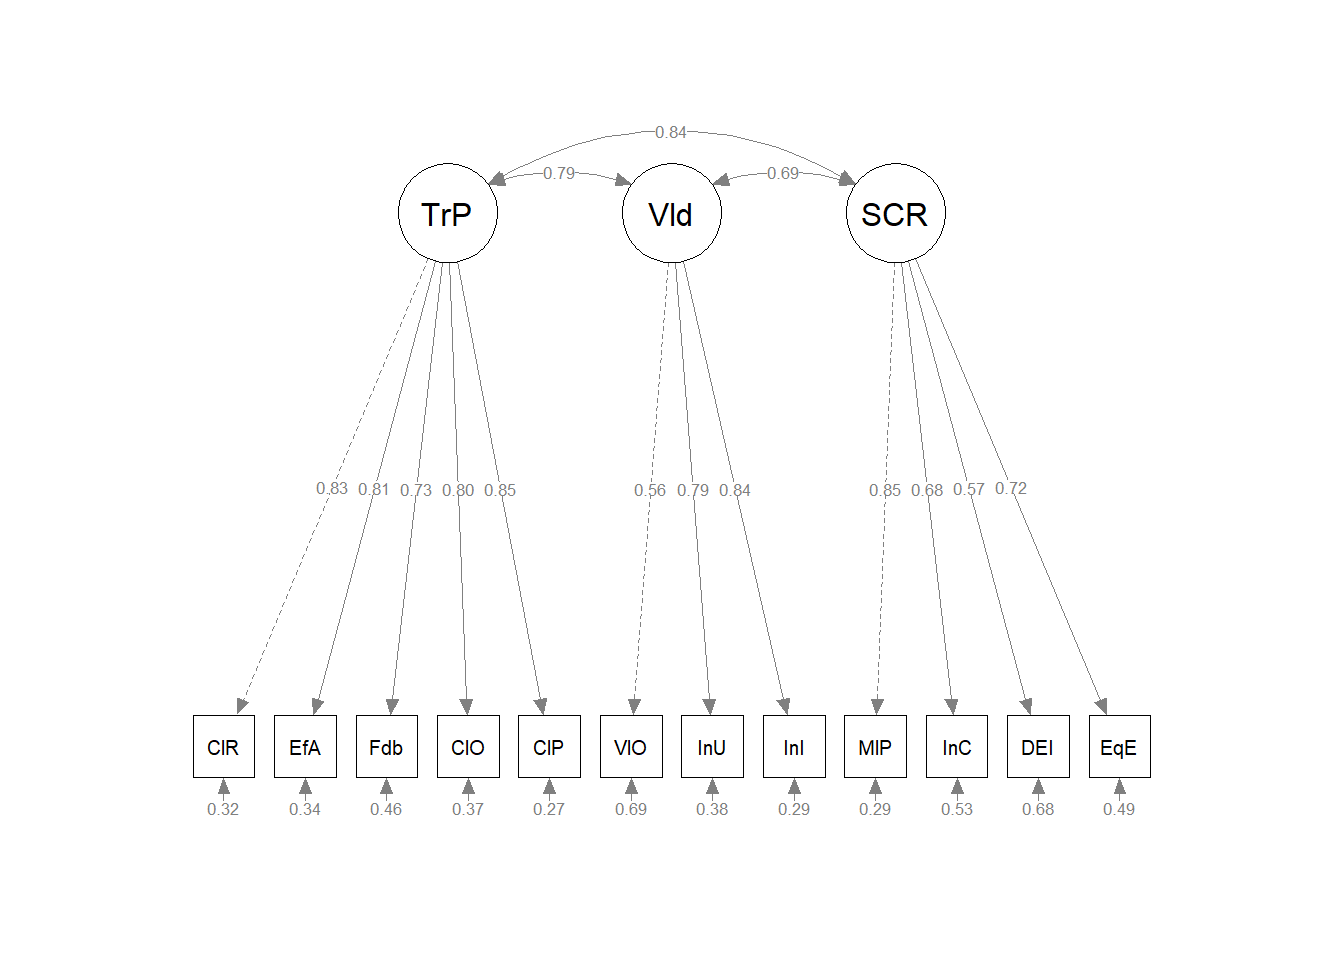 0.84
0.79 0.69
TrP Vld SCR
0.83 0.81 0.73 0.80 0.85 0.56 0.79 0.84 0.85 0.68 0.57 0.72
ClR EfA Fdb ClO ClP VlO InU InI MIP InC DEI EqE
0.32 0.34 0.46 0.37 0.27 0.69 0.38 0.29 0.29 0.53 0.68 0.49